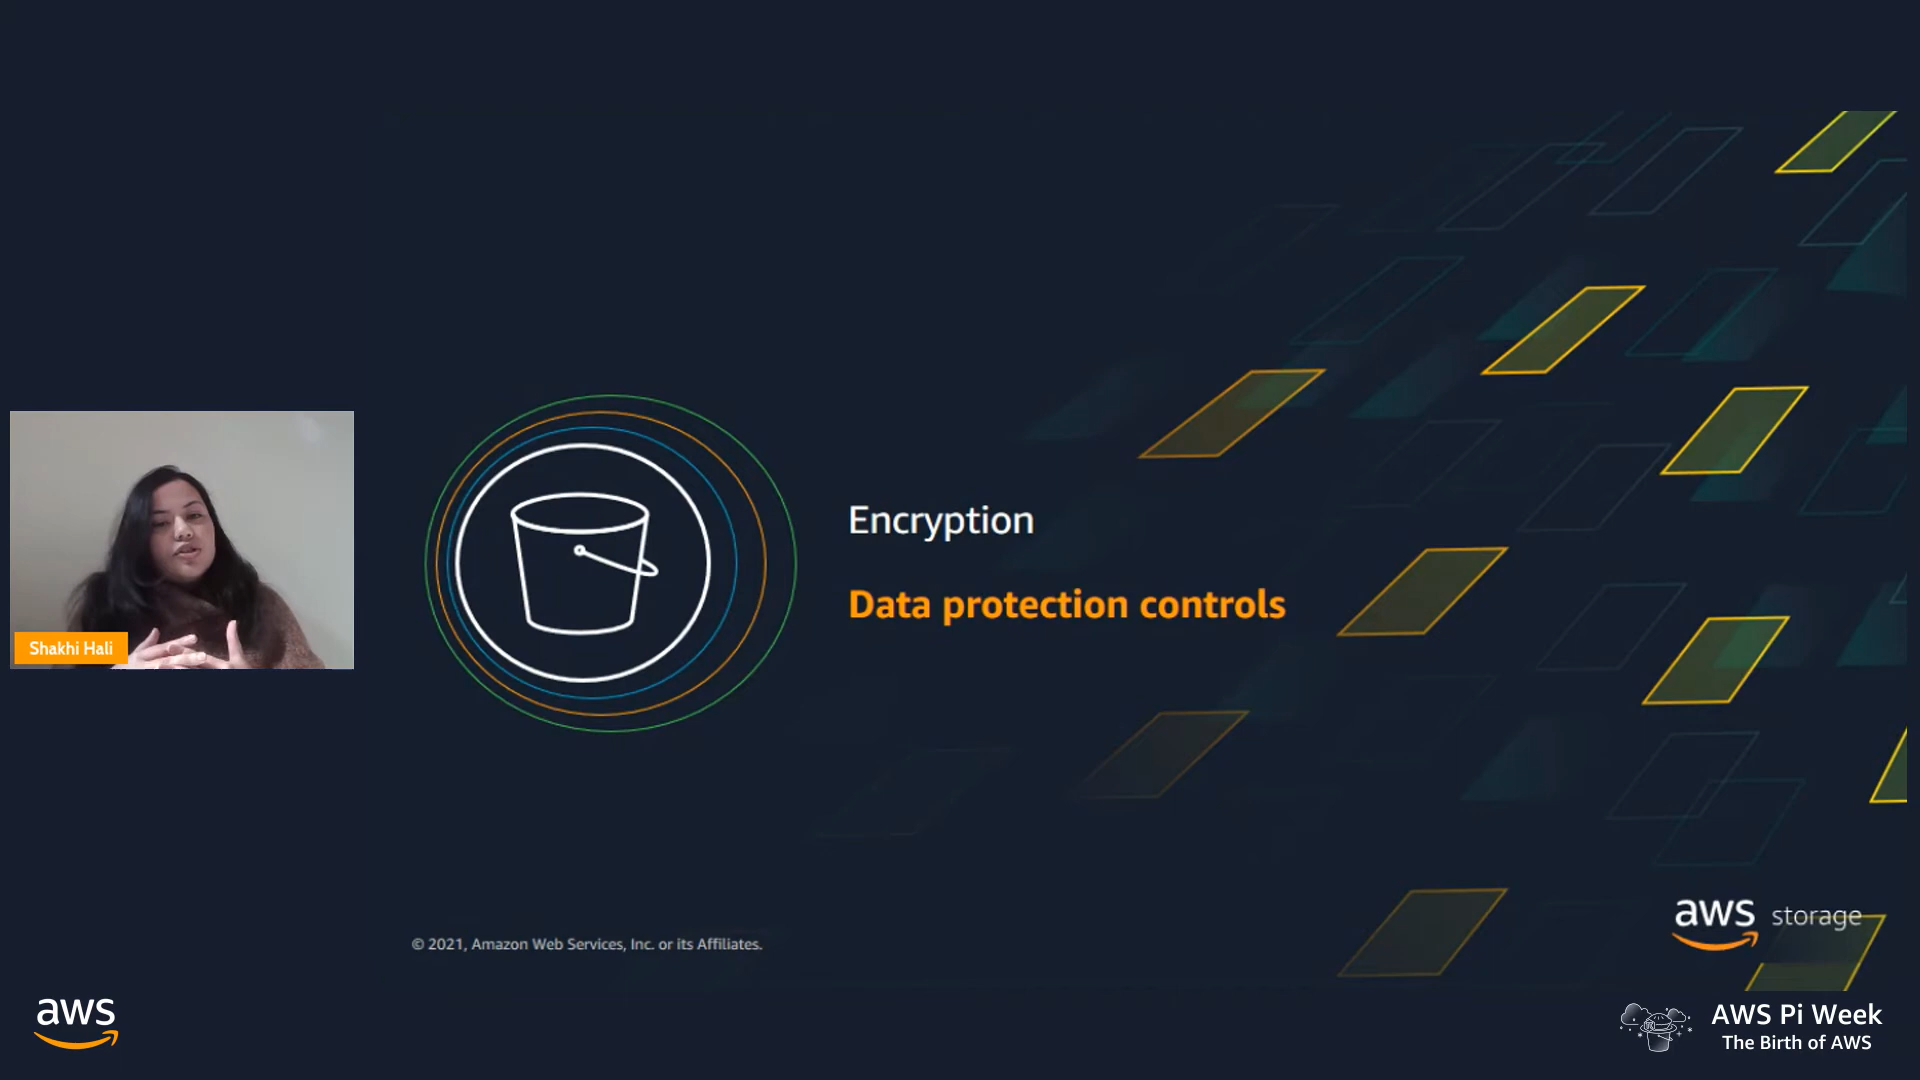 Encryption
Data protection controls
Shakhi Hali
© 2021, Amazon Web Services, Inc. or its Affiliates.
aws storage
aws
AWS Pi Week
The Birth of AWS